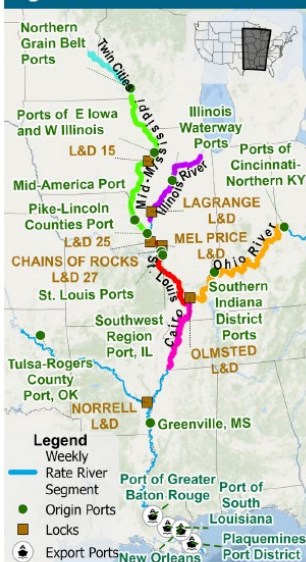 Northern
Grain Belt
Ports
Twin Cities
Ports of E Iowa
and W Illinois
L&D 15
Mid-Mississippi
Illinois
Waterway
Ports
Illinois River
Ports of
Cincinnati-
Northern KY
Mid-America Port
LAGRANGE
L&D
Pike-Lincoln
Counties Port
L&D 25
MEL PRICE
L&D
Ohio River
CHAINS OF ROCKS
L&D 27
St. Louis
St. Louis Ports
Southern
Indiana
District
Ports
Southwest
Region
Port, IL
Cairo
OLMSTED
L&D
Tulsa-Rogers
County
Port, OK
NORRELL
L&D
Greenville, MS
Legend
Weekly
Rate River
Segment
Origin Ports
Locks
Export Ports
Port of Greater
Baton Rouge
Port of
South
Louisiana
Plaquemines
Port District
New Orleans